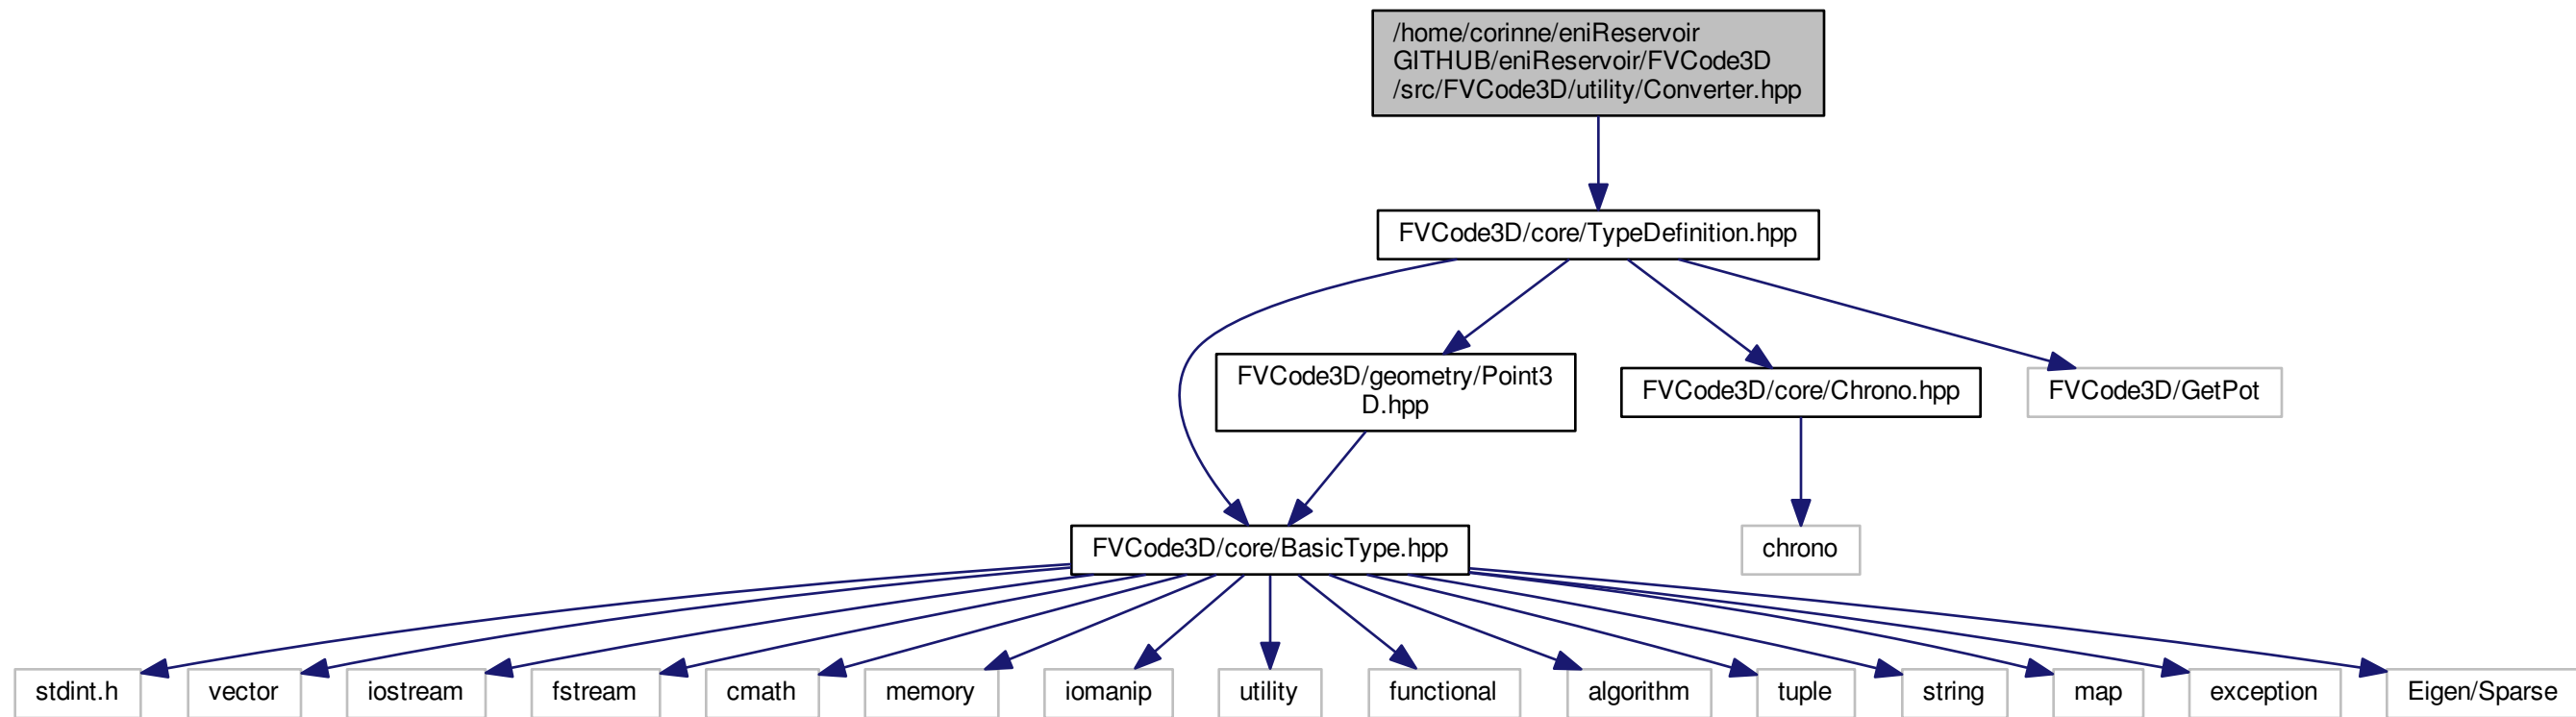 /home/corinne/eniReservoir
GITHUB/eniReservoir/FVCode3D
/src/FVCode3D/utility/Converter.hpp
FVCode3D/core/TypeDefinition.hpp
FVCode3D/geometry/Point3
D.hpp
FVCode3D/core/Chrono.hpp
FVCode3D/GetPot
FVCode3D/core/BasicType.hpp
chrono
stdint.h
vector
iostream
fstream
cmath
memory
iomanip
utility
functional
algorithm
tuple
string
map
exception
Eigen/Sparse